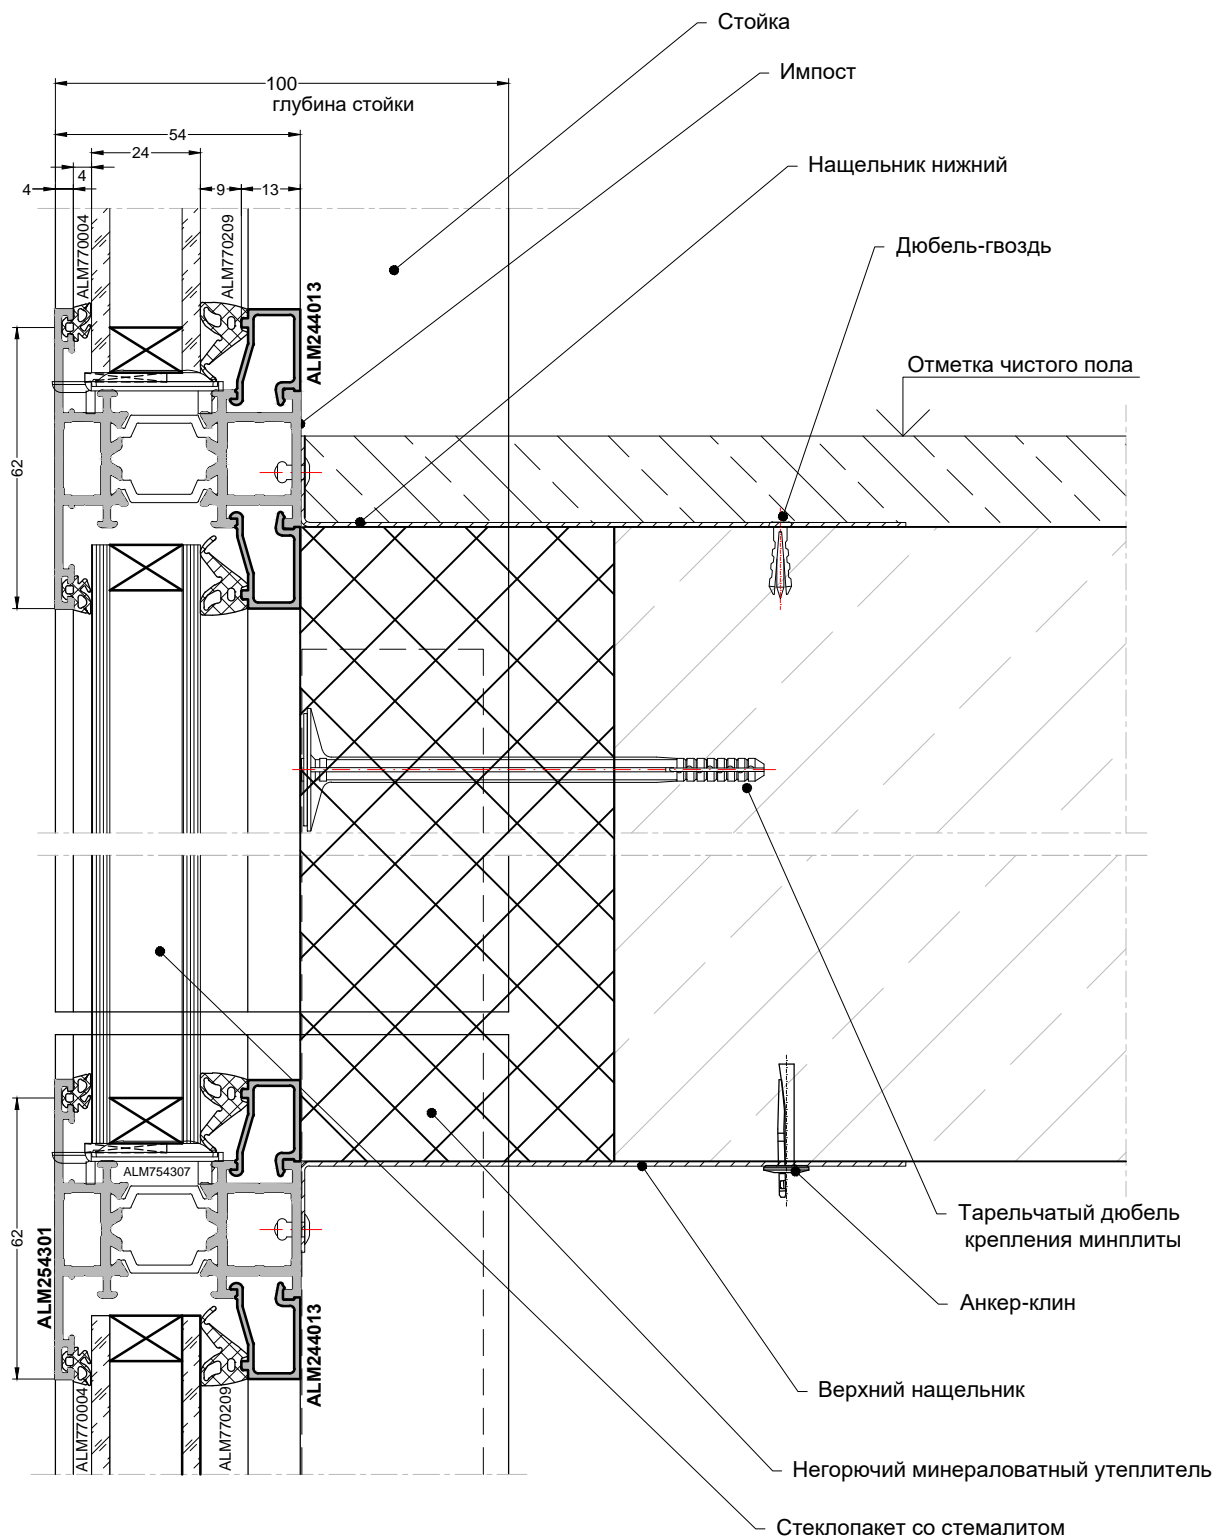 Стойка
Импост
100
глубина стойки
54
24
4
4
9
13
Нащельник нижний
ALM770004
ALM770209
Дюбель-гвоздь
ALM244013
Отметка чистого пола
62
ALM754307
62
ALM254301
ALM244013
Тарельчатый дюбель
крепления минплиты
Анкер-клин
ALM770004
ALM770209
Верхний нащельник
Негорючий минераловатный утеплитель
Стеклопакет со стемалитом